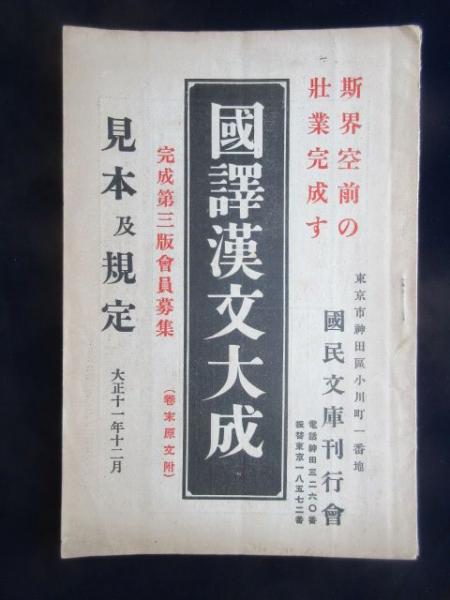 斯界空前の
壯業完成す
東京市神田區小川町一番地
國民文庫刊行會
電話神田三二六〇番
振替東京一八五七二番
國譯漢文大成
完成第三版會員募集
(卷末原文附)
見本及規定
大正十一年十二月